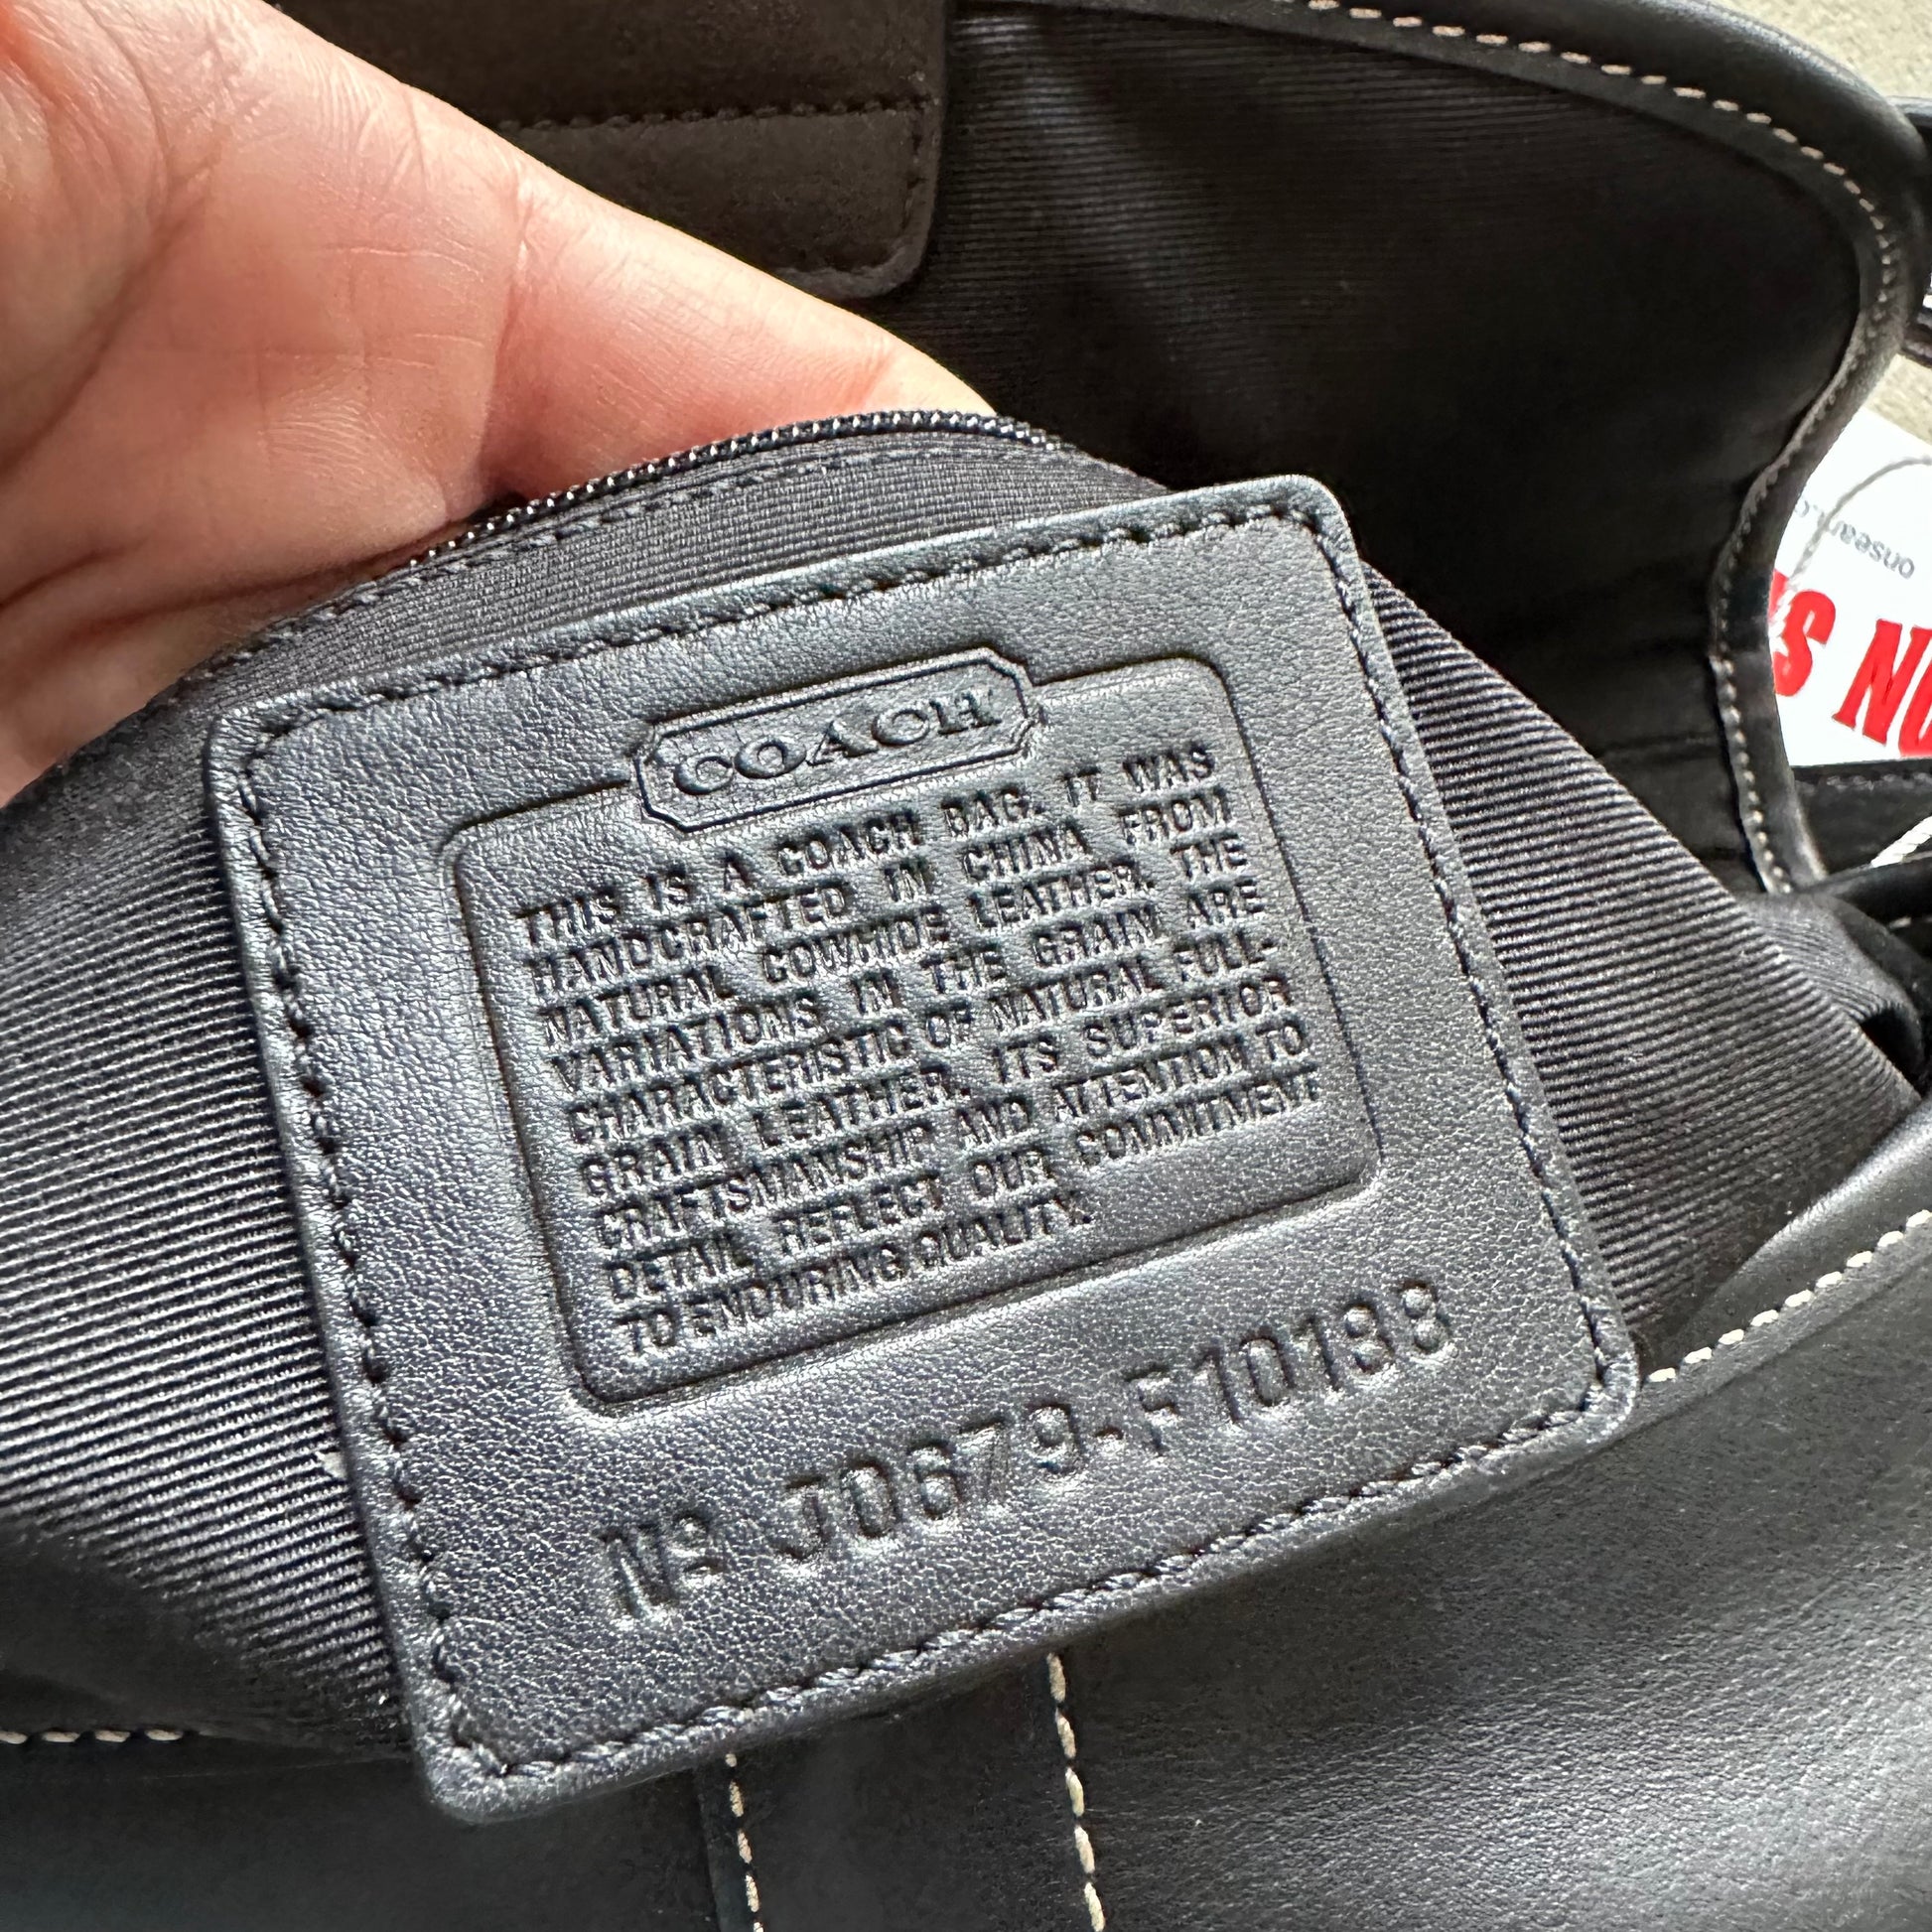 COACH
THIS IS A COACH BAG. IT WAS
HANDCRAFTED IN CHINA FROM
NATURAL COWHIDE LEATHER. THE
VARIATIONS IN THE GRAIN ARE
CHARACTERISTIC OF NATURAL FULL-
GRAIN LEATHER. ITS SUPERIOR
CRAFTSMANSHIP AND ATTENTION TO
DETAIL REFLECT OUR COMMITMENT
TO ENDURING QUALITY.
Nº J0679-F10188